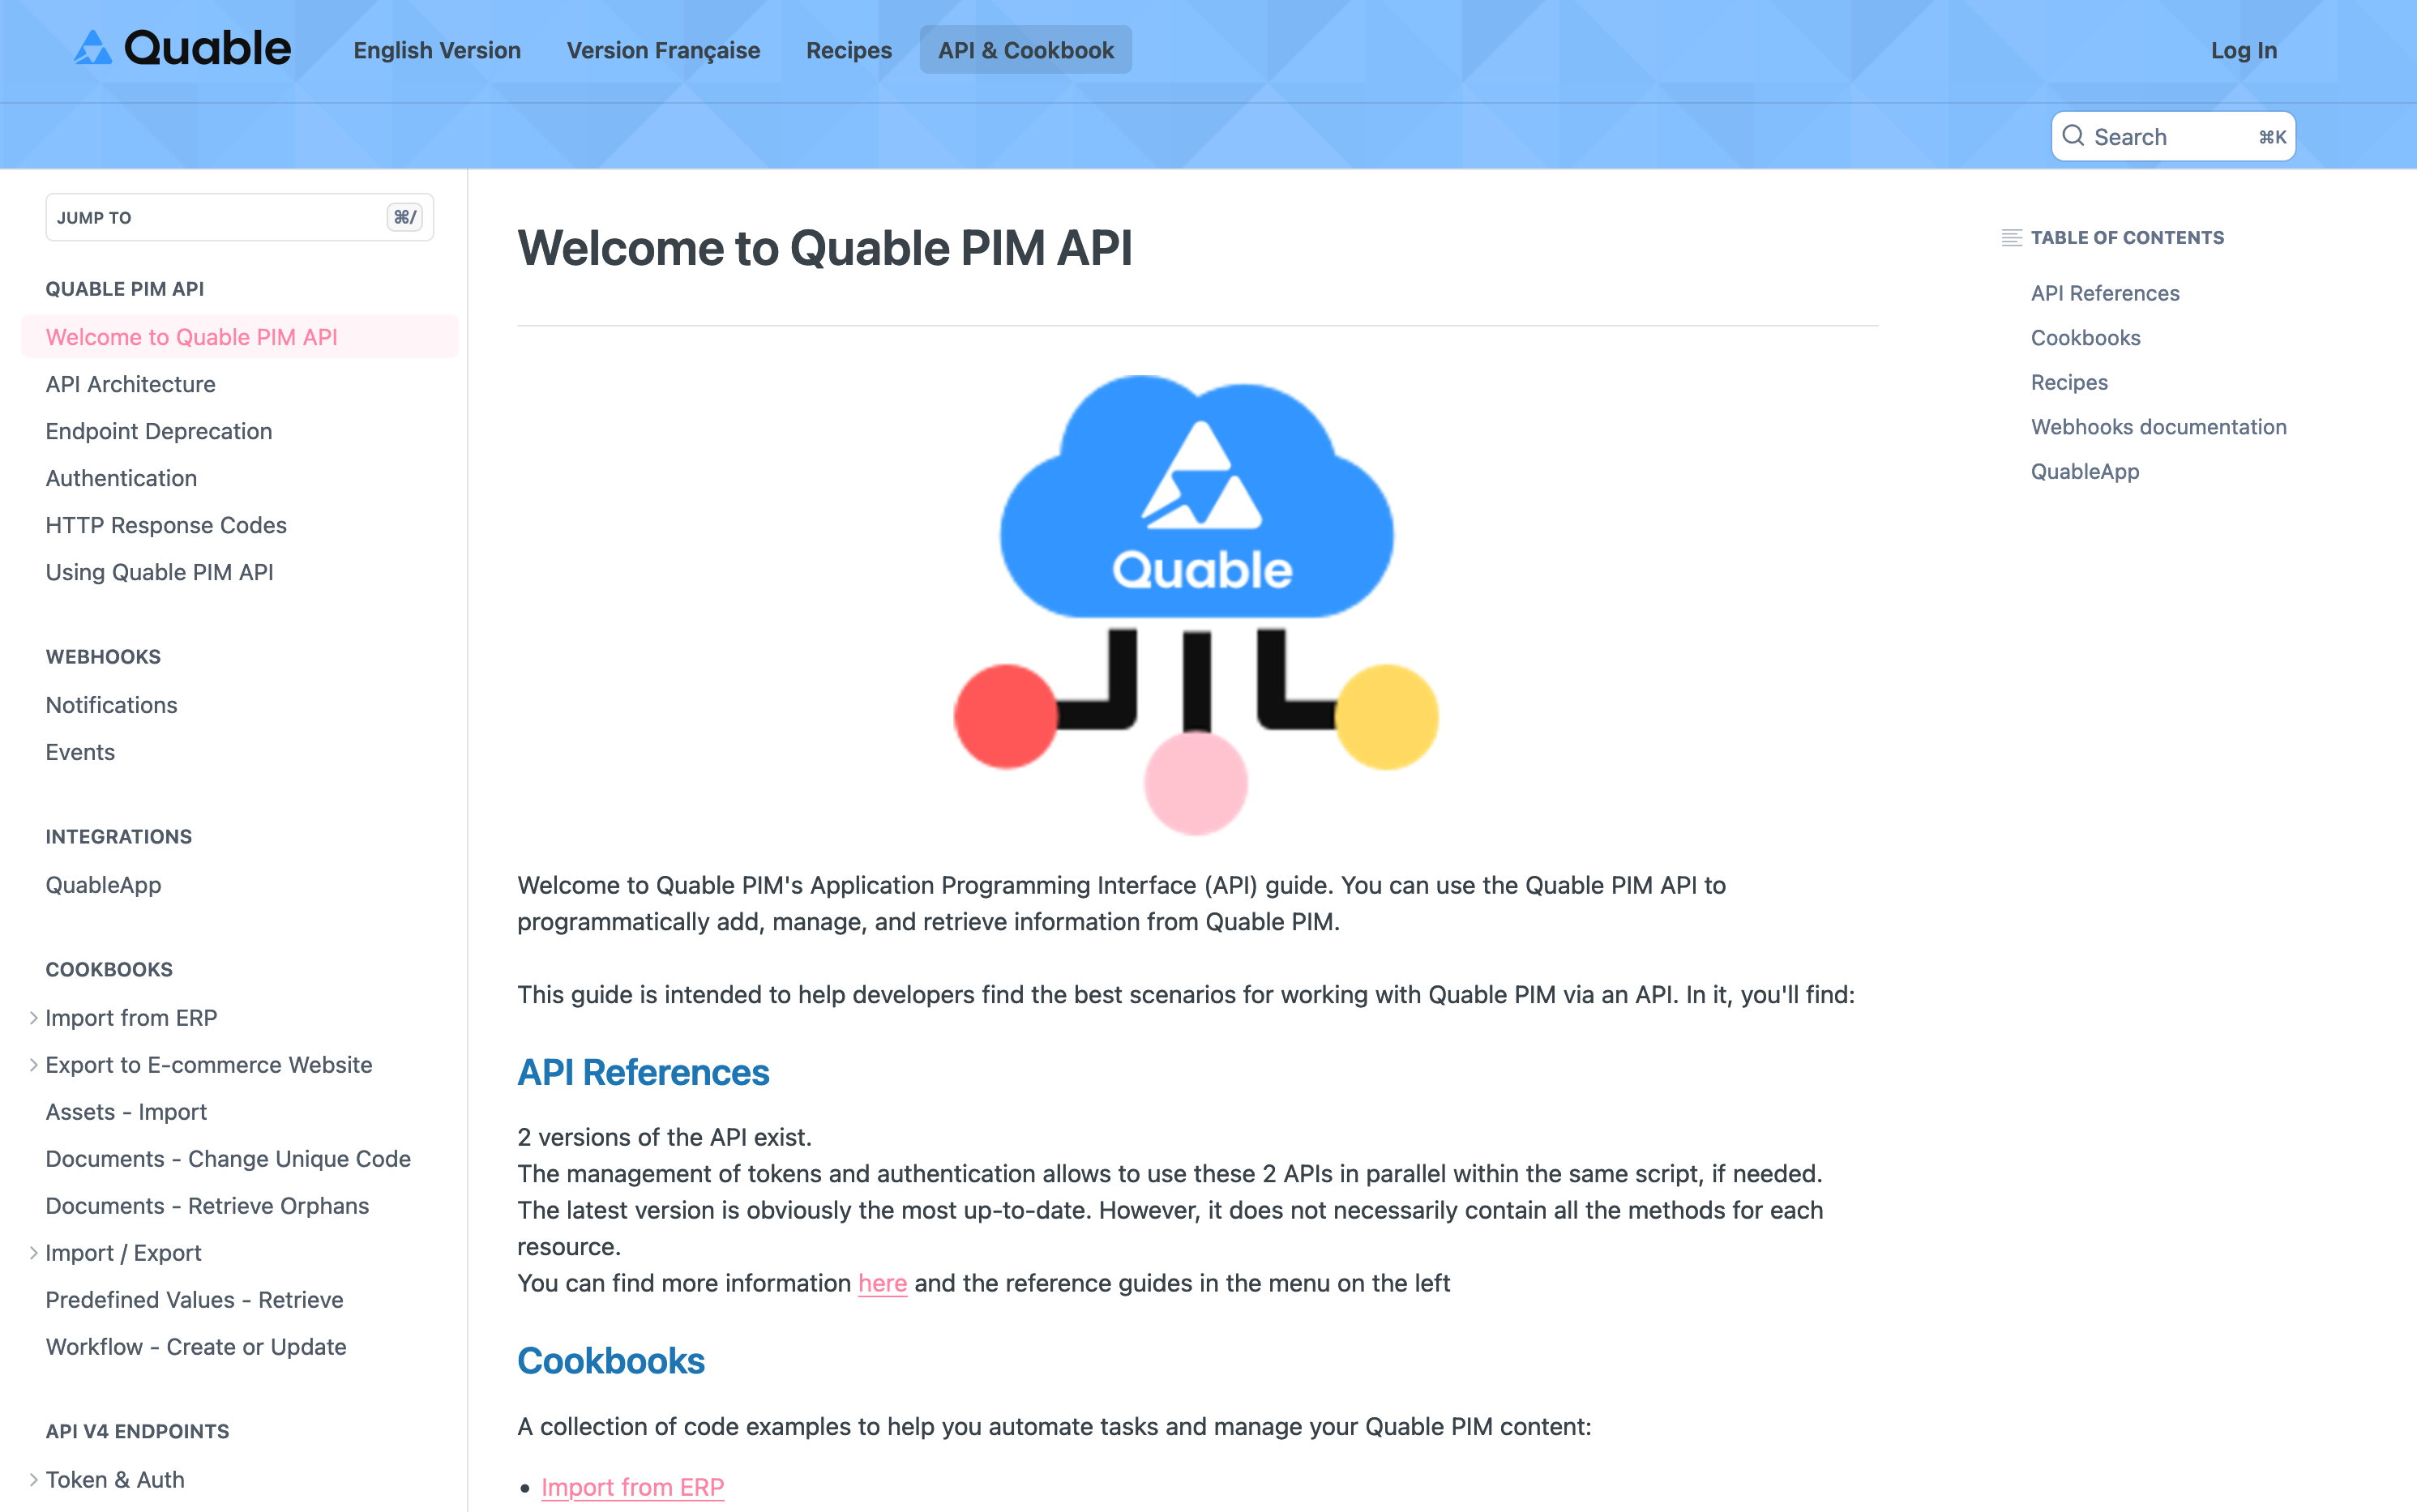 Quable
English Version
Version Française
Recipes
API & Cookbook
Log In
Search
⌘K
JUMP TO
⌘/
QUABLE PIM API
Welcome to Quable PIM API
API Architecture
Endpoint Deprecation
Authentication
HTTP Response Codes
Using Quable PIM API
WEBHOOKS
Notifications
Events
INTEGRATIONS
QuableApp
COOKBOOKS
Import from ERP
Export to E-commerce Website
Assets - Import
Documents - Change Unique Code
Documents - Retrieve Orphans
Import / Export
Predefined Values - Retrieve
Workflow - Create or Update
API V4 ENDPOINTS
Token & Auth
Welcome to Quable PIM API
Quable
Welcome to Quable PIM's Application Programming Interface (API) guide. You can use the Quable PIM API to
programmatically add, manage, and retrieve information from Quable PIM.
This guide is intended to help developers find the best scenarios for working with Quable PIM via an API. In it, you'll find:
API References
2 versions of the API exist.
The management of tokens and authentication allows to use these 2 APIs in parallel within the same script, if needed.
The latest version is obviously the most up-to-date. However, it does not necessarily contain all the methods for each
resource.
You can find more information here and the reference guides in the menu on the left
Cookbooks
A collection of code examples to help you automate tasks and manage your Quable PIM content:
• Import from ERP
TABLE OF CONTENTS
API References
Cookbooks
Recipes
Webhooks documentation
QuableApp